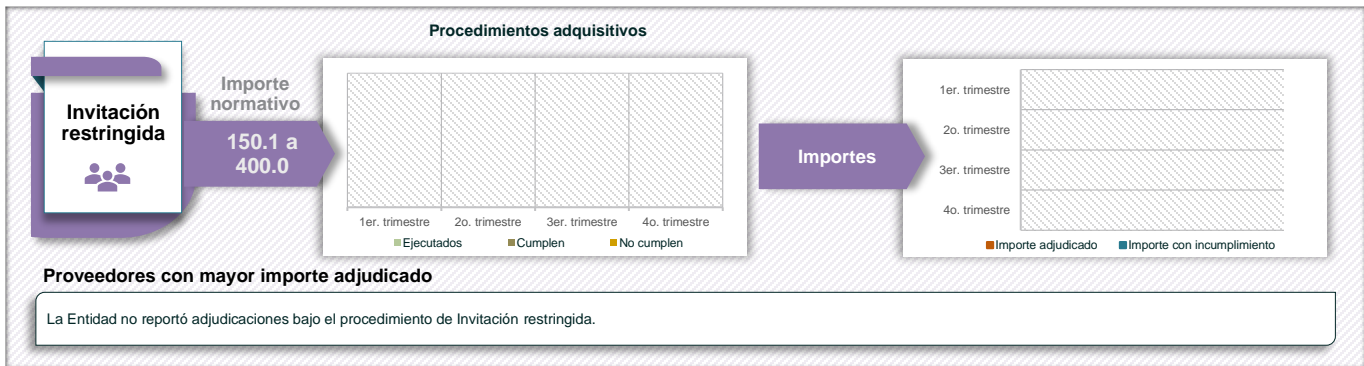 Procedimientos adquisitivos
Invitación
restringida
Importe
normativo
150.1 a
400.0
1er. trimestre 2o. trimestre 3er. trimestre 4o. trimestre
Ejecutados Cumplen No cumplen
Importes
1er. trimestre
2o. trimestre
3er. trimestre
4o. trimestre
Importe adjudicado Importe con incumplimiento
Proveedores con mayor importe adjudicado
La Entidad no reportó adjudicaciones bajo el procedimiento de Invitación restringida.